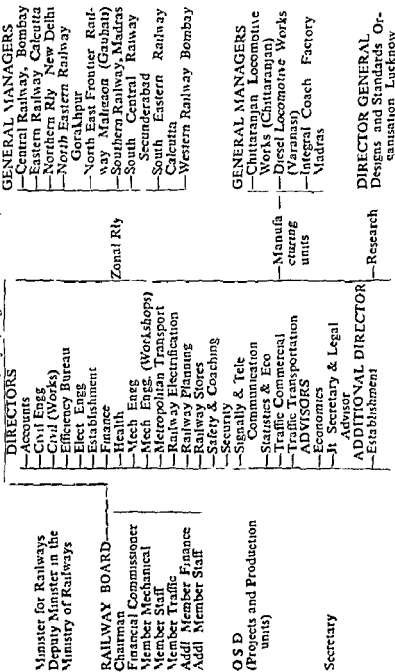 Minister for Railways
Deputy Minister in the
Ministry of Railways
RAILWAY BOARD
Chairman
Financial Commissioner
Member Mechanical
Member Staff
Member Traffic
Addl Member Finance
Addl Member Staff
O S D
(Projects and Production
units)
Secretary
DIRECTORS
Accounts
Civil Engg
Civil (Works)
Efficiency Bureau
Elect Engg
Establishment
Finance
Health
Mech Engg
Mech Engg. (Workshops)
Metropolitan Transport
Railway Electrification
Railway Planning
Railway Stores
Safety & Coaching
Security
Signally & Tele
Communication
Statistics & Eco
Traffic Commercial
Traffic Transportation
ADVISORS
Economics
Jt Secretary & Legal
Advisor
ADDITIONAL DIRECTOR
Establishment
Zonal Rly
Manufa
cturing
units
Research
GENERAL MANAGERS
Central Railway, Bombay
Eastern Railway Calcutta
Northern Rly New Delhi
North Eastern Railway
Gorakhpur
North East Frontier Rail-
way Maligaon (Gauhati)
Southern Railway, Madras
South Central Railway
Secunderabad
South Eastern Railway
Calcutta
Western Railway Bombay
GENERAL MANAGERS
Chittaranjan Locomotive
Works (Chittaranjan)
Diesel Locomotive Works
(Varanasi)
Integral Coach Factory
Madras
DIRECTOR GENERAL
Designs and Standards Or-
ganisation Lucknow